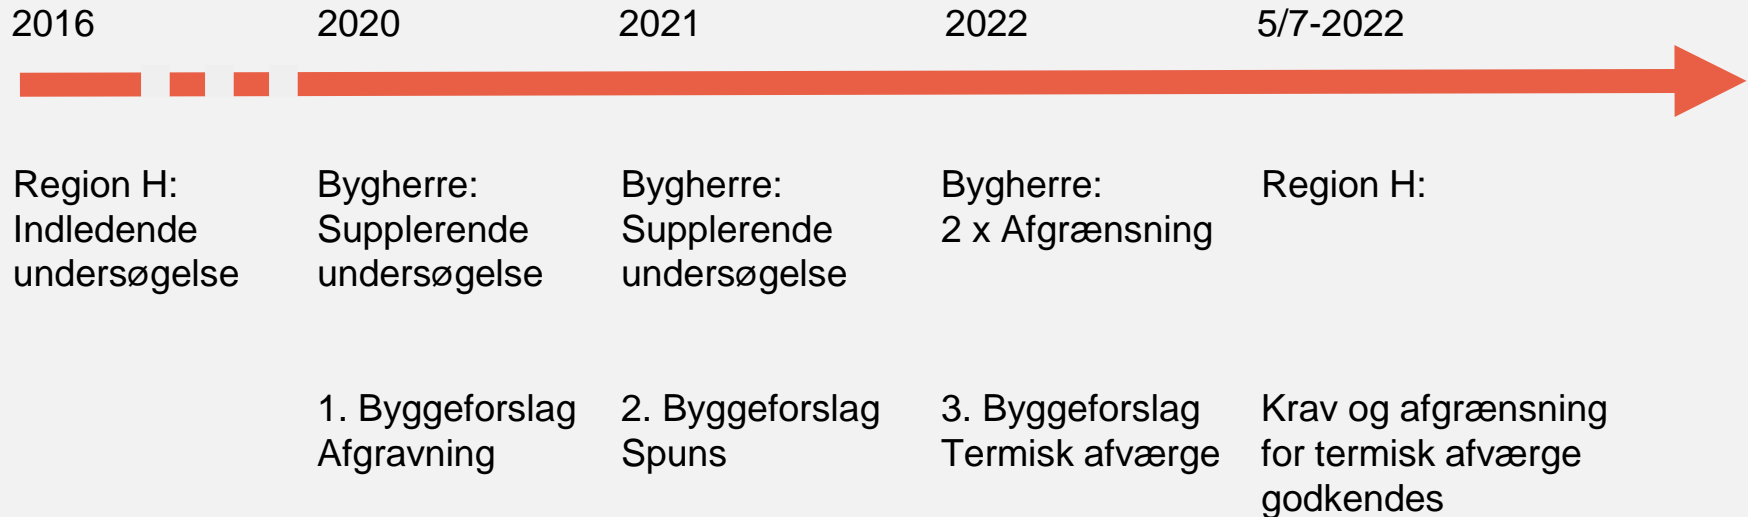 2016
2020
2021
2022
5/7-2022
Region H:
Indledende
undersøgelse
Bygherre:
Supplerende
undersøgelse
Bygherre:
Supplerende
undersøgelse
Bygherre:
2 x Afgrænsning
Region H:
1. Byggeforslag
Afgravning
2. Byggeforslag
Spuns
3. Byggeforslag
Termisk afværge
Krav og afgrænsning
for termisk afværge
godkendes